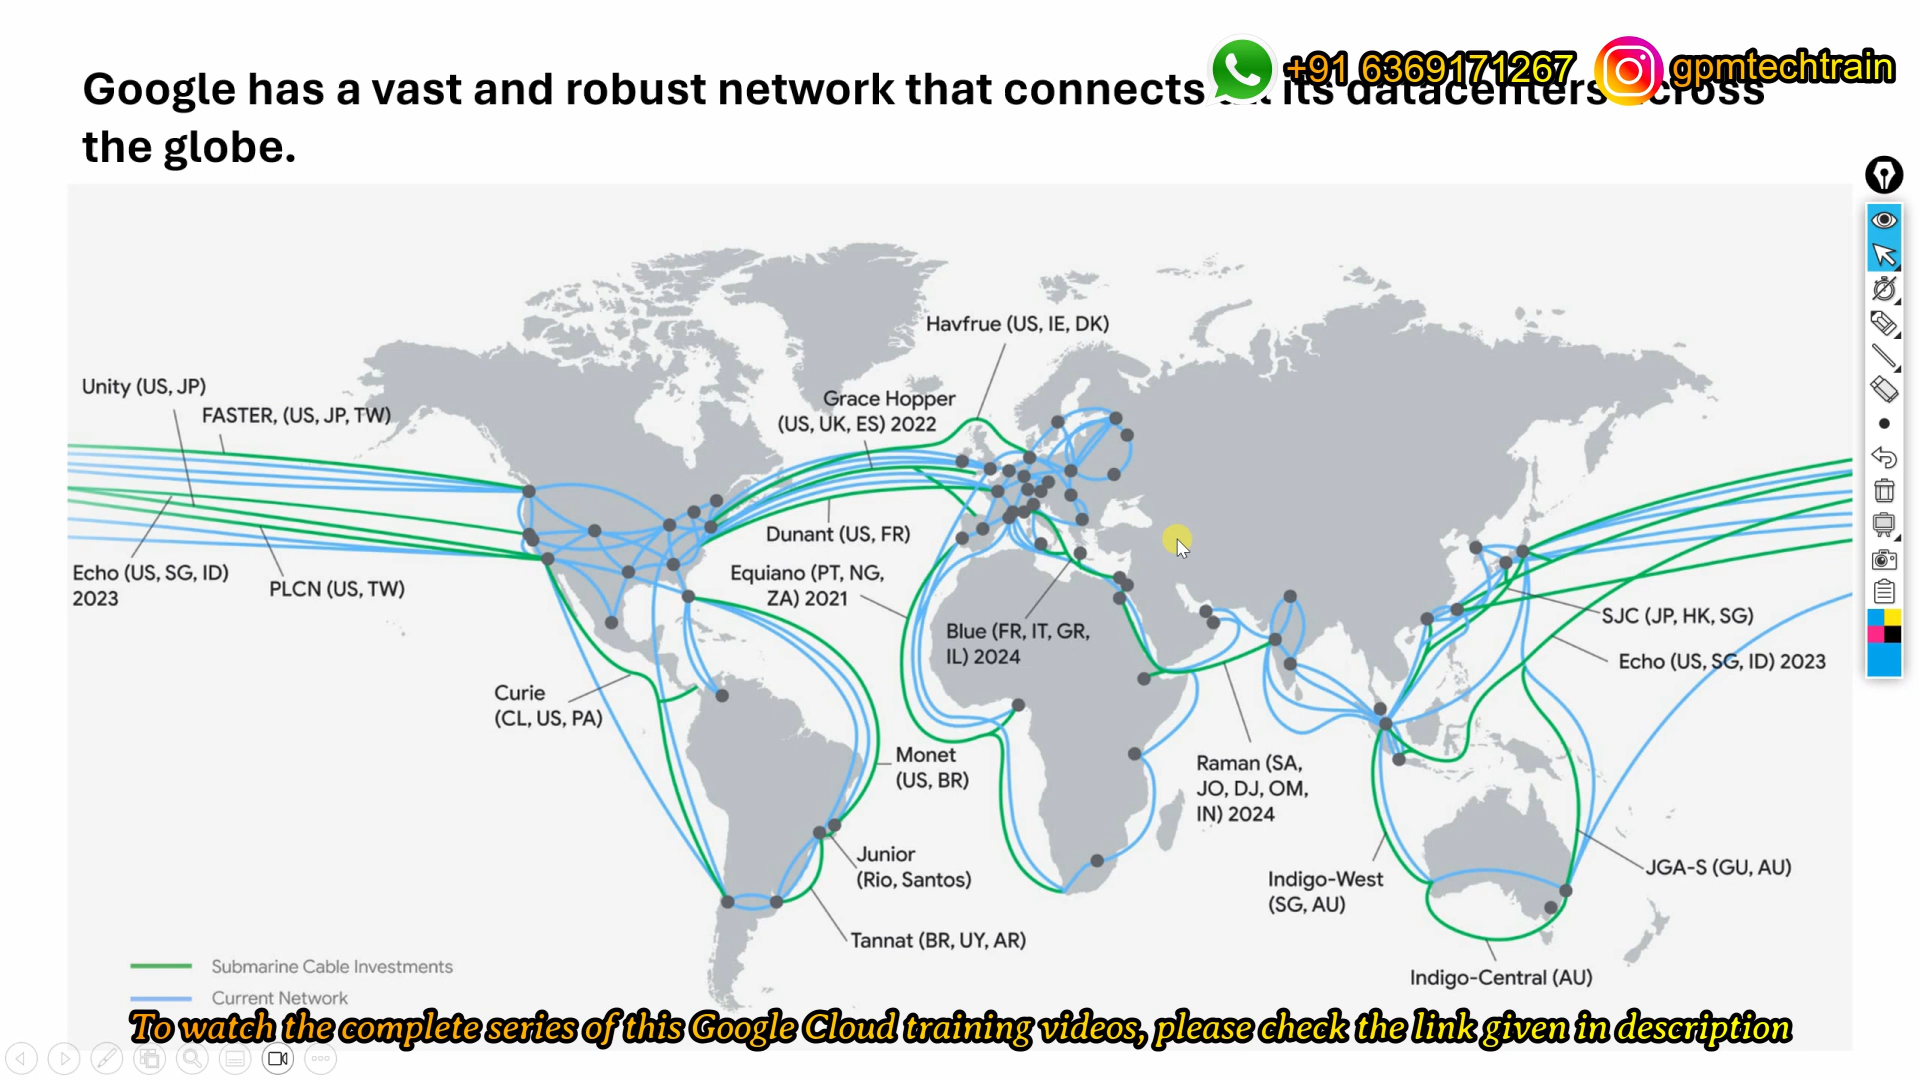 +91 6369171267
gpmtechtrain
Google has a vast and robust network that connects its datacenters across
the globe.
Havfrue (US, IE, DK)
Unity (US, JP)
FASTER, (US, JP, TW)
Grace Hopper
(US, UK, ES) 2022
Dunant (US, FR)
Echo (US, SG, ID)
2023
PLCN (US, TW)
Equiano (PT, NG,
ZA) 2021
Blue (FR, IT, GR,
IL) 2024
SJC (JP, HK, SG)
Echo (US, SG, ID) 2023
Curie
(CL, US, PA)
Monet
(US, BR)
Raman (SA,
JO, DJ, OM,
IN) 2024
Junior
(Rio, Santos)
Indigo-West
(SG, AU)
JGA-S (GU, AU)
Tannat (BR, UY, AR)
Indigo-Central (AU)
Submarine Cable Investments
Current Network
To watch the complete series of this Google Cloud training videos, please check the link given in description